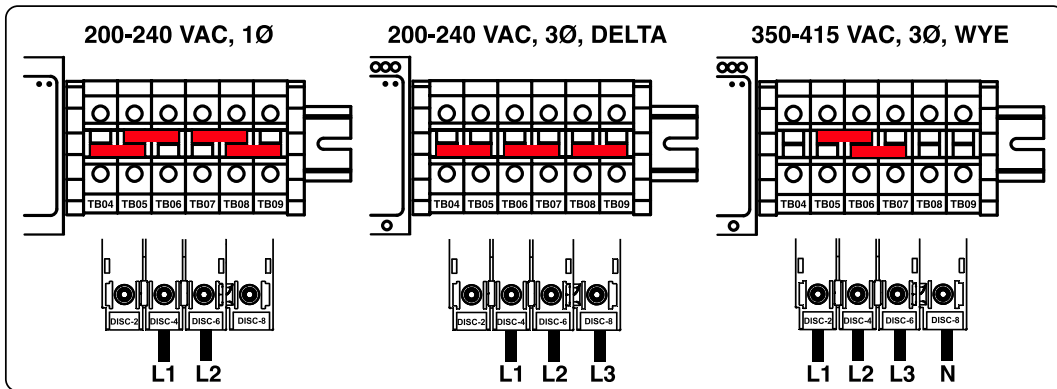 200-240 VAC, 1Ø
TB04 TB05 TB06 TB07 TB08 TB09
DISC-2 DISC-4 DISC-6 DISC-8
L1 L2
200-240 VAC, 3Ø, DELTA
TB04 TB05 TB06 TB07 TB08 TB09
DISC-2 DISC-4 DISC-6 DISC-8
L1 L2 L3
350-415 VAC, 3Ø, WYE
TB04 TB05 TB06 TB07 TB08 TB09
DISC-2 DISC-4 DISC-6 DISC-8
L1 L2 L3 N